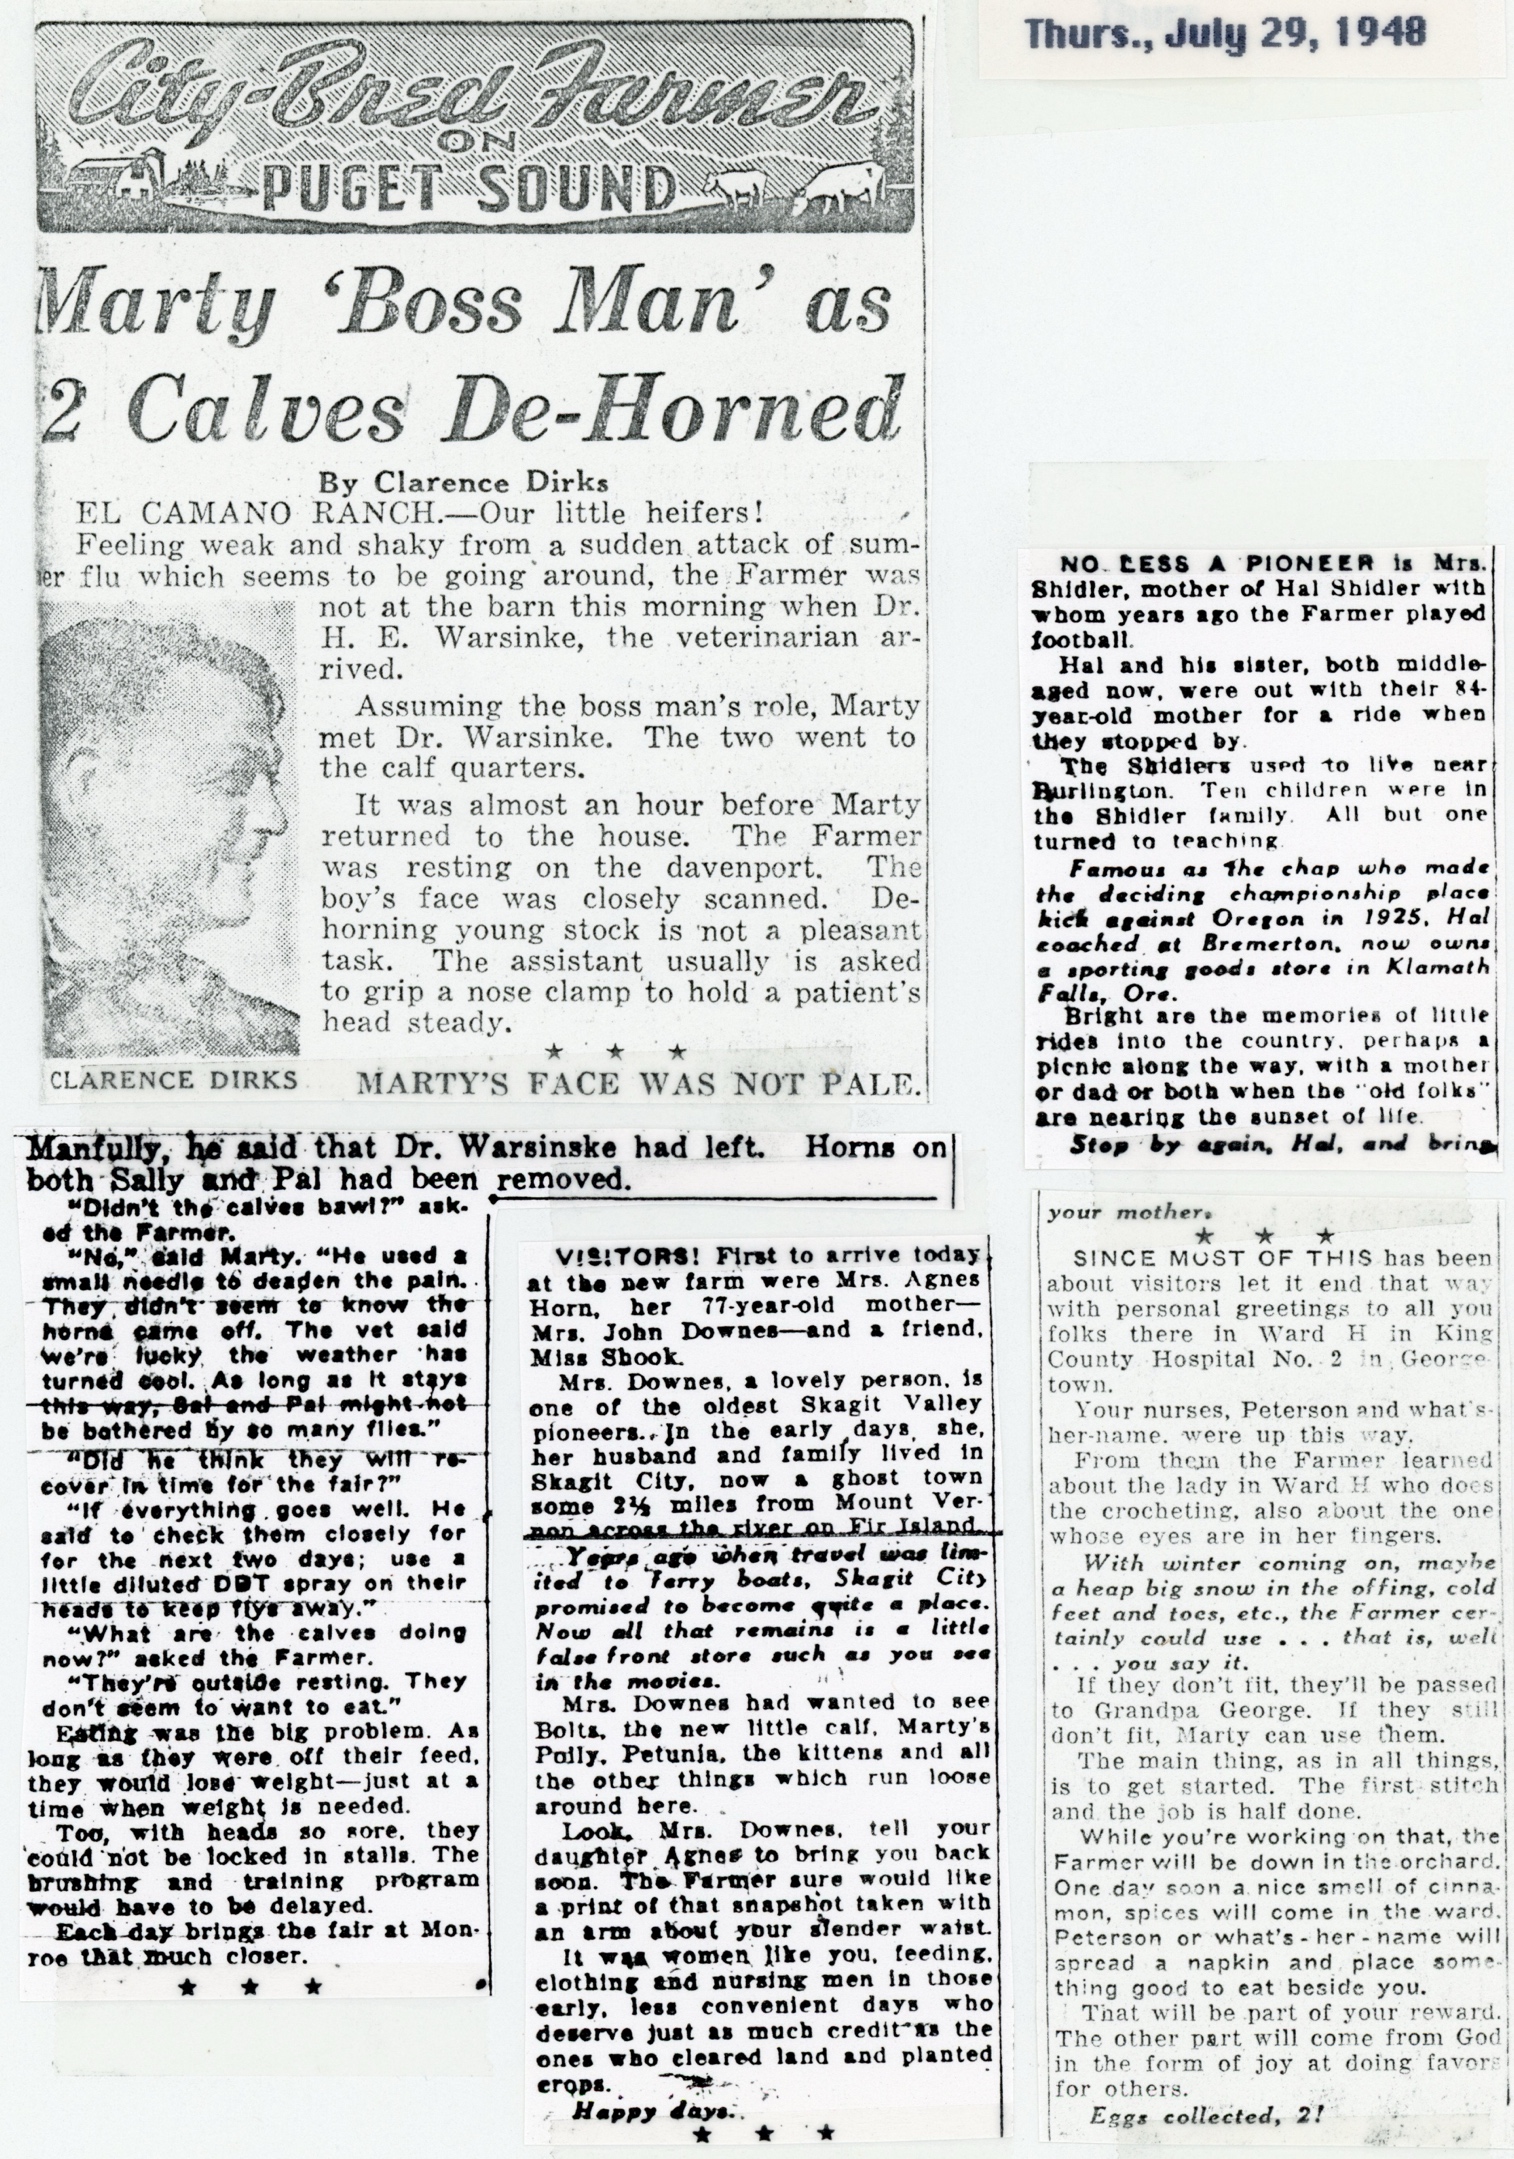 Thurs., July 29, 1948
City-Bred Farmer
ON
PUGET SOUND
Marty 'Boss Man' as
2 Calves De-Horned
By Clarence Dirks
EL CAMANO RANCH.—Our little heifers!
Feeling weak and shaky from a sudden attack of sum-
er flu which seems to be going around, the Farmer was
not at the barn this morning when Dr.
H. E. Warsinke, the veterinarian ar-
rived.
Assuming the boss man's role, Marty
met Dr. Warsinke. The two went to
the calf quarters.
It was almost an hour before Marty
returned to the house. The Farmer
was resting on the davenport. The
boy's face was closely scanned. De-
horning young stock is not a pleasant
task. The assistant usually is asked
to grip a nose clamp to hold a patient's
head steady.
★ ★ ★
CLARENCE DIRKS
MARTY'S FACE WAS NOT PALE.
Manfully, he said that Dr. Warsinske had left. Horns on
both Sally and Pal had been removed.
"Didn't the calves bawl?" ask-
ed the Farmer.
"No," said Marty. "He used a
small needle to deaden the pain.
They didn't seem to know the
horns came off. The vet said
we're lucky the weather has
turned cool. As long as it stays
this way, Sal and Pal might not
be bothered by so many flies."
"Did he think they will re-
cover in time for the fair?"
"If everything goes well. He
said to check them closely for
for the next two days; use a
little diluted DDT spray on their
heads to keep flys away."
"What are the calves doing
now?" asked the Farmer.
"They're outside resting. They
don't seem to want to eat."
Eating was the big problem. As
long as they were off their feed,
they would lose weight—just at a
time when weight is needed.
Too, with heads so sore, they
could not be locked in stalls. The
brushing and training program
would have to be delayed.
Each day brings the fair at Mon-
roe that much closer.
★ ★ ★
VISITORS! First to arrive today
at the new farm were Mrs. Agnes
Horn, her 77-year-old mother—
Mrs. John Downes—and a friend,
Miss Shook.
Mrs. Downes, a lovely person, is
one of the oldest Skagit Valley
pioneers. In the early days she,
her husband and family lived in
Skagit City, now a ghost town
some 2½ miles from Mount Ver-
non across the river on Fir Island.
Years ago when travel was lim-
ited to ferry boats, Skagit City
promised to become quite a place.
Now all that remains is a little
false front store such as you see
in the movies.
Mrs. Downes had wanted to see
Bolts, the new little calf, Marty's
Polly, Petunia, the kittens and all
the other things which run loose
around here.
Look, Mrs. Downes, tell your
daughter Agnes to bring you back
soon. The Farmer sure would like
a print of that snapshot taken with
an arm about your slender waist.
It was women like you, feeding,
clothing and nursing men in those
early, less convenient days who
deserve just as much credit as the
ones who cleared land and planted
crops.
Happy days.
★ ★ ★
NO LESS A PIONEER is Mrs.
Shidler, mother of Hal Shidler with
whom years ago the Farmer played
football.
Hal and his sister, both middle-
aged now, were out with their 84-
year-old mother for a ride when
they stopped by.
The Shidlers used to live near
Burlington. Ten children were in
the Shidler family. All but one
turned to teaching.
Famous as the chap who made
the deciding championship place
kick against Oregon in 1925, Hal
coached at Bremerton, now owns
a sporting goods store in Klamath
Falls, Ore.
Bright are the memories of little
rides into the country, perhaps a
picnic along the way, with a mother
or dad or both when the "old folks"
are nearing the sunset of life.
Stop by again, Hal, and bring
your mother.
★ ★ ★
SINCE MOST OF THIS has been
about visitors let it end that way
with personal greetings to all you
folks there in Ward H in King
County Hospital No. 2 in George-
town.
Your nurses, Peterson and what's-
her-name, were up this way.
From them the Farmer learned
about the lady in Ward H who does
the crocheting, also about the one
whose eyes are in her fingers.
With winter coming on, maybe
a heap big snow in the offing, cold
feet and toes, etc., the Farmer cer-
tainly could use . . . that is, well
. . . you say it.
If they don't fit, they'll be passed
to Grandpa George. If they still
don't fit, Marty can use them.
The main thing, as in all things,
is to get started. The first stitch
and the job is half done.
While you're working on that, the
Farmer will be down in the orchard.
One day soon a nice smell of cinna-
mon, spices will come in the ward.
Peterson or what's-her-name will
spread a napkin and place some-
thing good to eat beside you.
That will be part of your reward.
The other part will come from God
in the form of joy at doing favors
for others.
Eggs collected, 2!